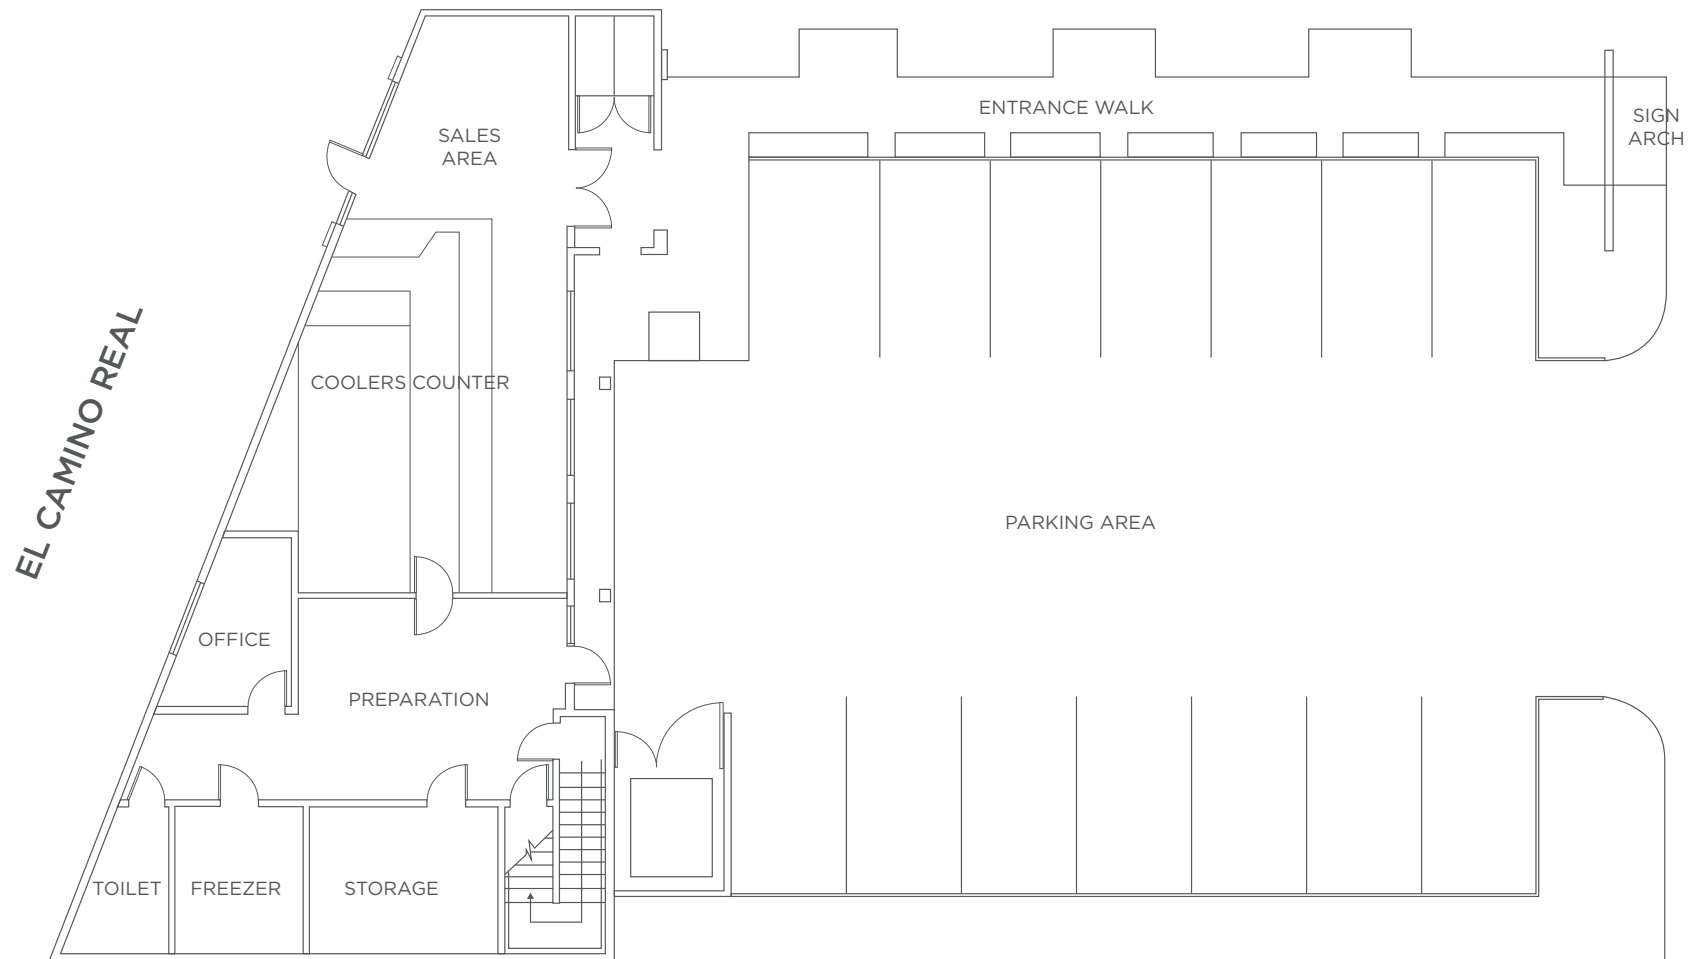 ENTRANCE WALK
SIGN
ARCH
SALES
AREA
EL CAMINO REAL
COOLERS COUNTER
PARKING AREA
OFFICE
PREPARATION
TOILET
FREEZER
STORAGE